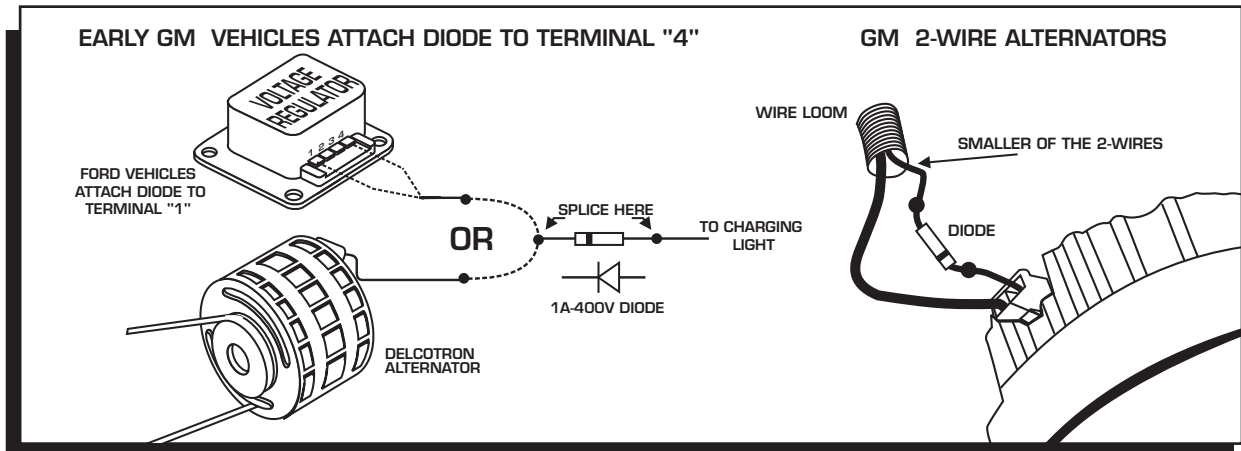 EARLY GM VEHICLES ATTACH DIODE TO TERMINAL "4"
VOLTAGE
REGULATOR
1 2 3 4
FORD VEHICLES
ATTACH DIODE TO
TERMINAL "1"
OR
SPLICE HERE
TO CHARGING
LIGHT
1A-400V DIODE
DELCOTRON
ALTERNATOR
GM 2-WIRE ALTERNATORS
WIRE LOOM
SMALLER OF THE 2-WIRES
DIODE